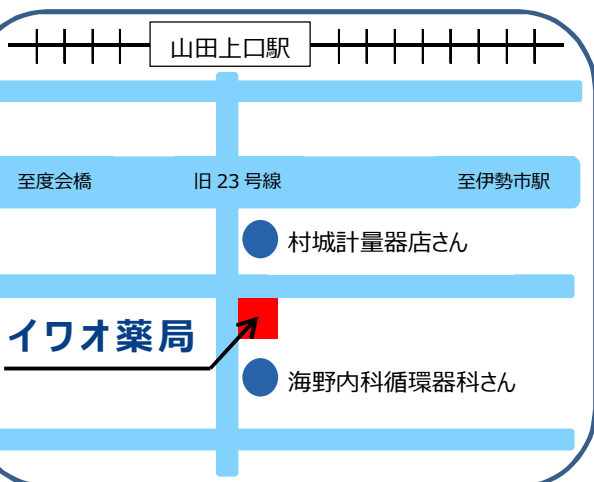 山田上口駅
至度会橋
旧 23 号線
至伊勢市駅
村城計量器店さん
イワオ薬局
海野内科循環器科さん